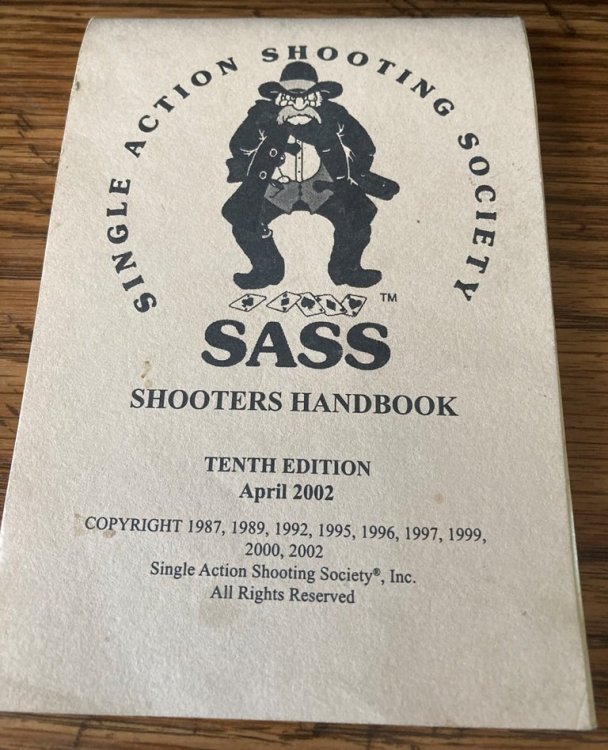 SINGLE ACTION SHOOTING SOCIETY
TM
SASS
SHOOTERS HANDBOOK
TENTH EDITION
April 2002
COPYRIGHT 1987, 1989, 1992, 1995, 1996, 1997, 1999,
2000, 2002
Single Action Shooting Society®, Inc.
All Rights Reserved